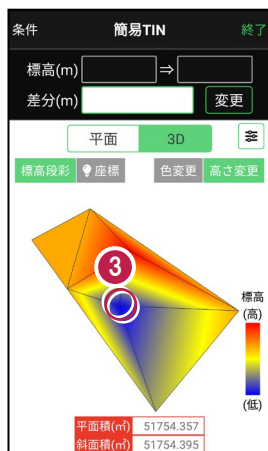 条件 簡易TIN 終了
標高(m) ⇒
差分(m) 変更
平面 3D
標高段彩 座標 色変更 高さ変更
3
標高
(高)
(低)
平面積(㎡) 51754.357
斜面積(㎡) 51754.395